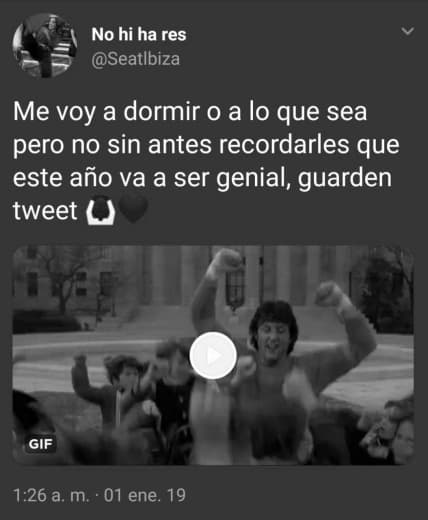 No hi ha res
@SeatIbiza
Me voy a dormir o a lo que sea
pero no sin antes recordarles que
este año va a ser genial, guarden
tweet
GIF
1:26 a. m. · 01 ene. 19